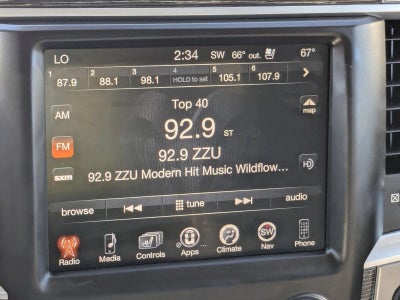 LO 2:34 SW 66° out. 67°
1 87.9 2 88.1 3 98.1 4 HOLD to set 5 105.1 6 107.9
AM Top 40 map
FM 92.9 ST
92.9 ZZU HD
sxm 92.9 ZZU Modern Hit Music Wildflow...
browse tune audio
Radio Media Controls Apps ... Climate SW Nav Phone